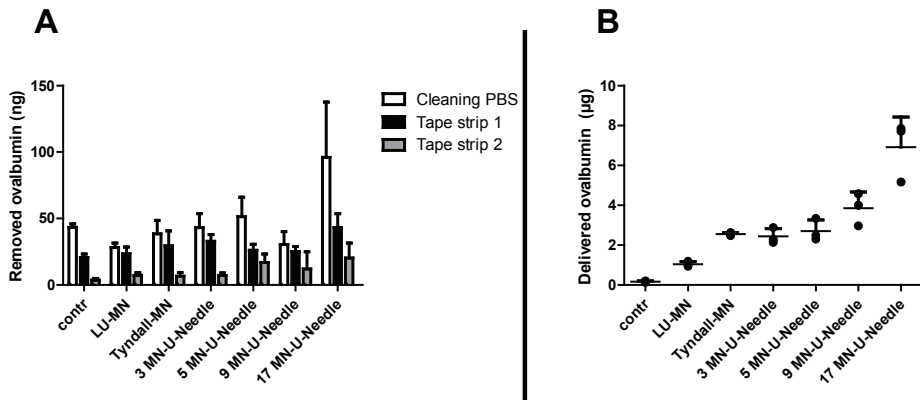 A
Removed ovalbumin (ng)
150
100
50
0
contr
LU-MN
Tyndall-MN
3 MN-U-Needle
5 MN-U-Needle
9 MN-U-Needle
17 MN-U-Needle
Cleaning PBS
Tape strip 1
Tape strip 2
B
Delivered ovalbumin (µg)
10
8
6
4
2
0
contr
LU-MN
Tyndall-MN
3 MN-U-Needle
5 MN-U-Needle
9 MN-U-Needle
17 MN-U-Needle